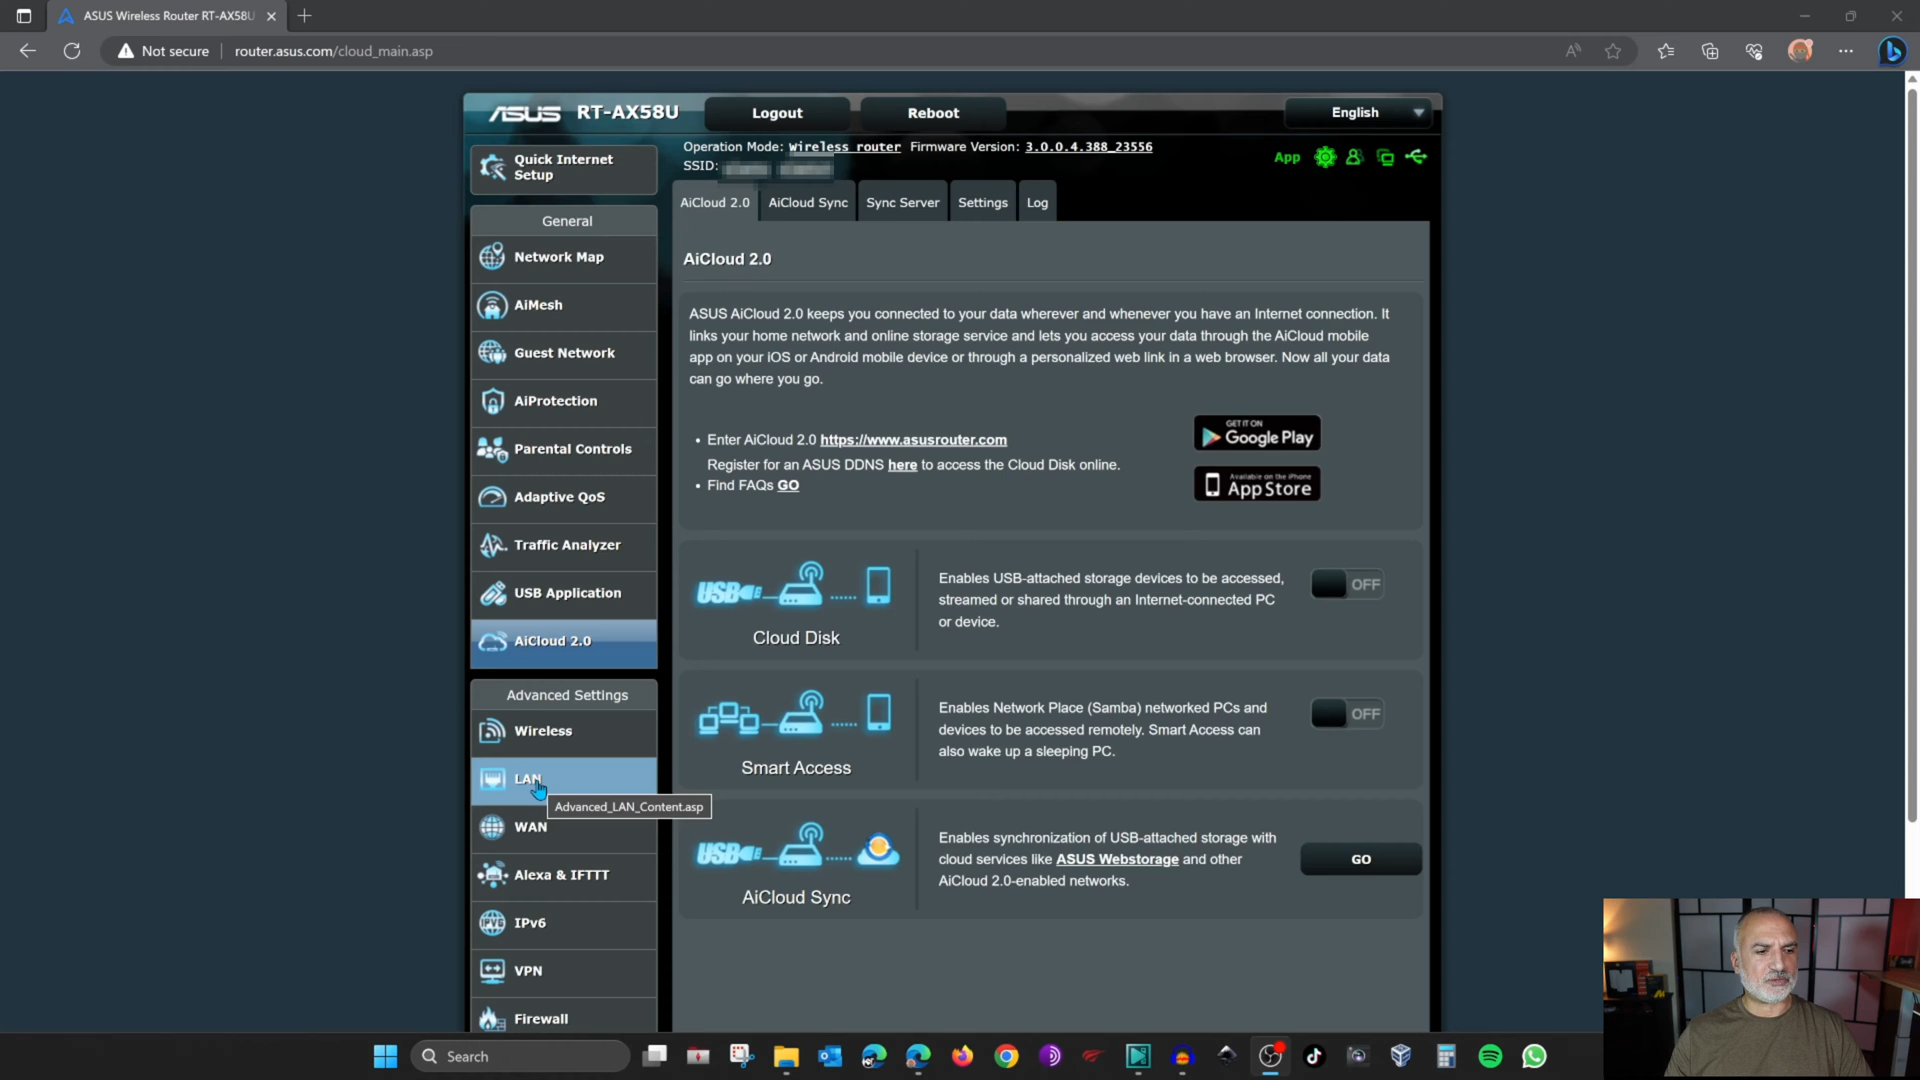 ASUS Wireless Router RT-AX58U
Not secure
router.asus.com/cloud_main.asp
ASUS RT-AX58U
Logout
Reboot
English
Operation Mode: Wireless router Firmware Version: 3.0.0.4.388_23556
SSID:
App
Quick Internet
Setup
General
Network Map
AiMesh
Guest Network
AiProtection
Parental Controls
Adaptive QoS
Traffic Analyzer
USB Application
AiCloud 2.0
Advanced Settings
Wireless
LAN
Advanced_LAN_Content.asp
WAN
Alexa & IFTTT
IPv6
VPN
Firewall
AiCloud 2.0
AiCloud Sync
Sync Server
Settings
Log
AiCloud 2.0
ASUS AiCloud 2.0 keeps you connected to your data wherever and whenever you have an Internet connection. It
links your home network and online storage service and lets you access your data through the AiCloud mobile
app on your iOS or Android mobile device or through a personalized web link in a web browser. Now all your data
can go where you go.
• Enter AiCloud 2.0 https://www.asusrouter.com
Register for an ASUS DDNS here to access the Cloud Disk online.
• Find FAQs GO
GET IT ON
Google Play
Available on the iPhone
App Store
USB
Cloud Disk
Enables USB-attached storage devices to be accessed,
streamed or shared through an Internet-connected PC
or device.
OFF
Smart Access
Enables Network Place (Samba) networked PCs and
devices to be accessed remotely. Smart Access can
also wake up a sleeping PC.
OFF
USB
AiCloud Sync
Enables synchronization of USB-attached storage with
cloud services like ASUS Webstorage and other
AiCloud 2.0-enabled networks.
GO
Search